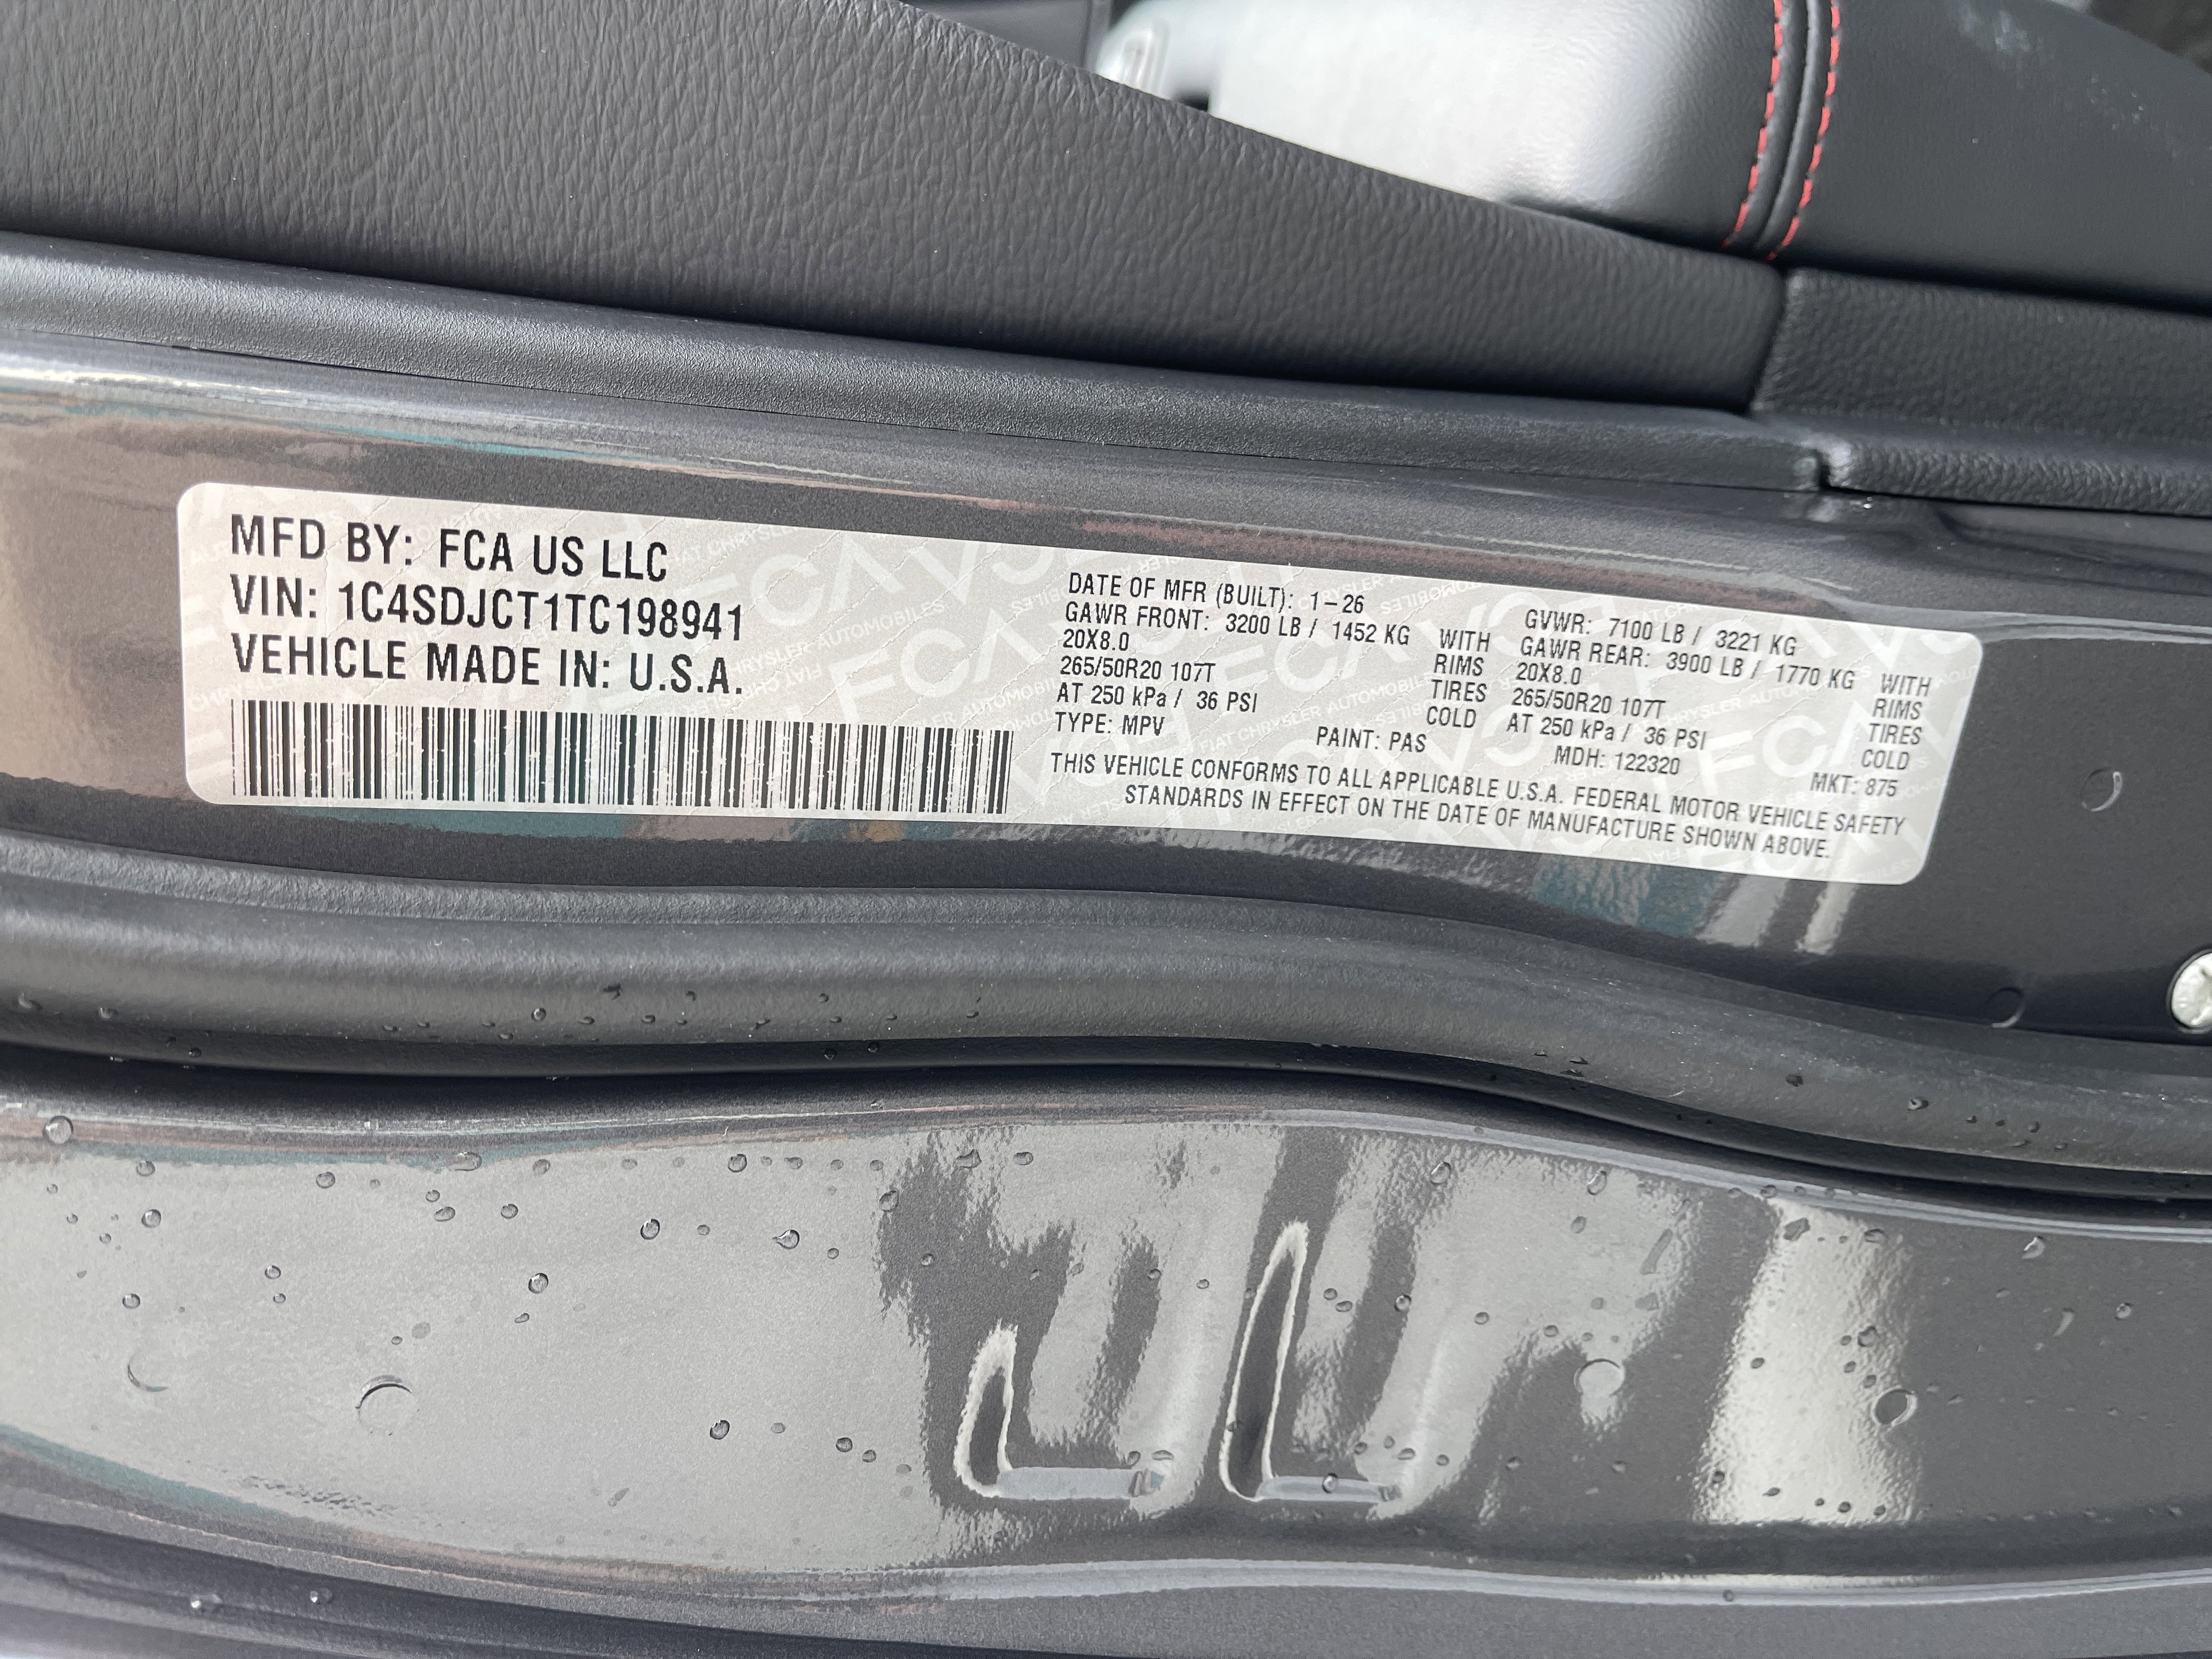 MFD BY: FCA US LLC
VIN: 1C4SDJCT1TC198941
VEHICLE MADE IN: U.S.A.
DATE OF MFR (BUILT): 1-26
GAWR FRONT: 3200 LB / 1452 KG WITH
20X8.0 RIMS
265/50R20 107T TIRES
AT 250 kPa / 36 PSI COLD
TYPE: MPV PAINT: PAS
GVWR: 7100 LB / 3221 KG
GAWR REAR: 3900 LB / 1770 KG WITH
20X8.0 RIMS
265/50R20 107T TIRES
AT 250 kPa / 36 PSI COLD
MDH: 122320 MKT: 875
THIS VEHICLE CONFORMS TO ALL APPLICABLE U.S.A. FEDERAL MOTOR VEHICLE SAFETY
STANDARDS IN EFFECT ON THE DATE OF MANUFACTURE SHOWN ABOVE.